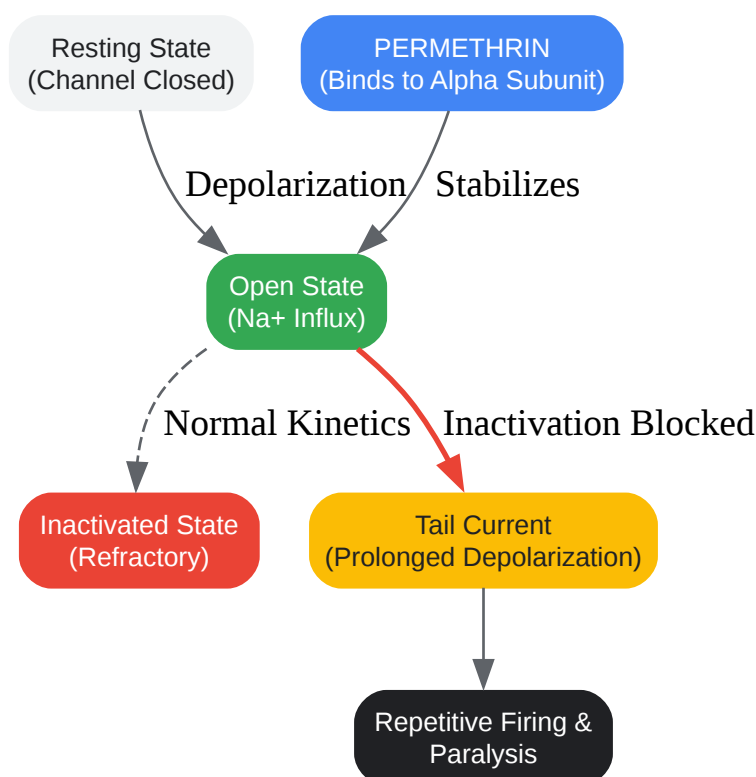 Resting State
(Channel Closed)
PERMETHRIN
(Binds to Alpha Subunit)
Depolarization
Stabilizes
Open State
(Na+ Influx)
Normal Kinetics
Inactivation Blocked
Inactivated State
(Refractory)
Tail Current
(Prolonged Depolarization)
Repetitive Firing &
Paralysis